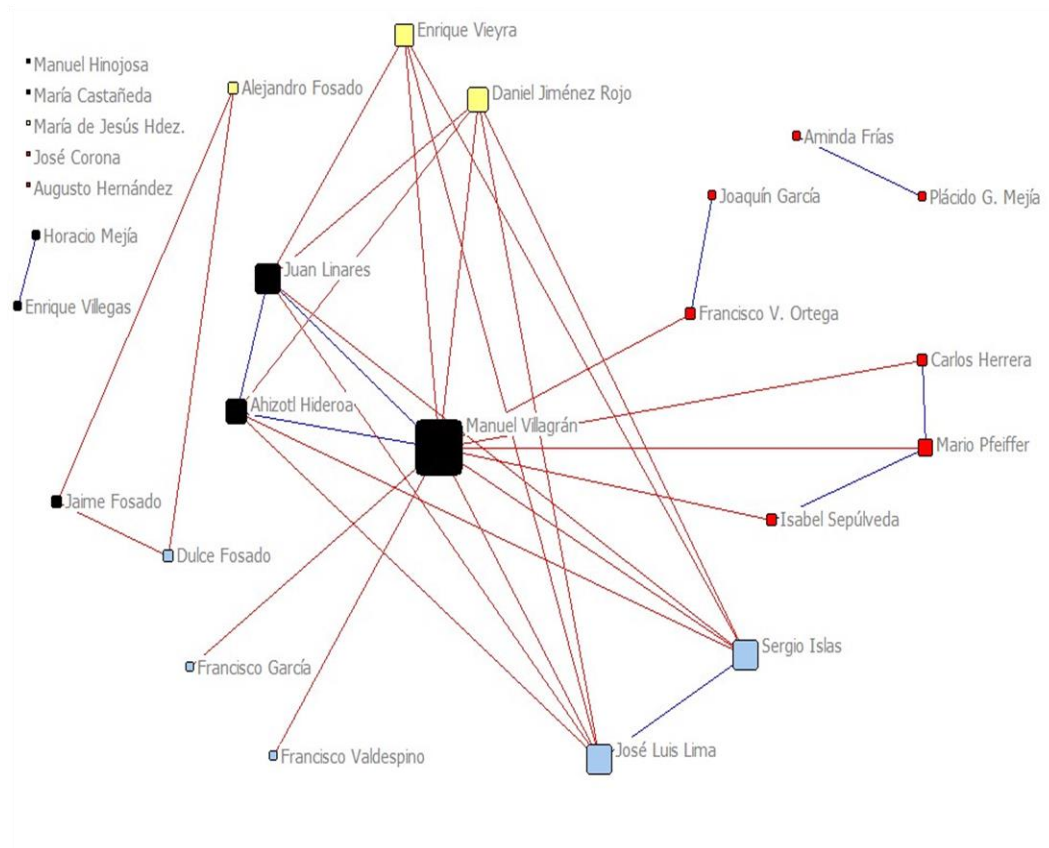 Enrique Vieyra
Manuel Hinojosa
Alejandro Fosado
Daniel Jiménez Rojo
María Castañeda
María de Jesús Hdez.
José Corona
Augusto Hernández
Aminda Frías
Joaquín García
Plácido G. Mejía
Horacio Mejía
Juan Linares
Enrique Villegas
Francisco V. Ortega
Carlos Herrera
Ahizotl Hideroa
Manuel Villagrán
Mario Pfeiffer
Jaime Fosado
Isabel Sepúlveda
Dulce Fosado
Sergio Islas
Francisco García
José Luis Lima
Francisco Valdespino